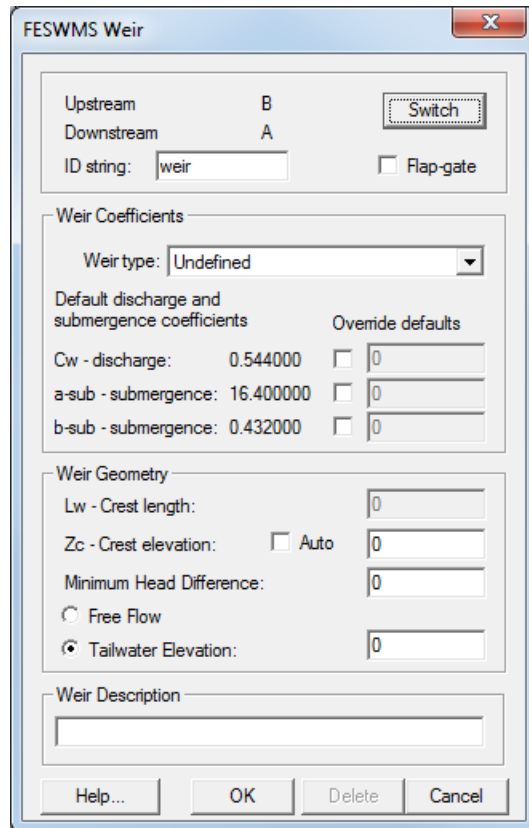 FESWMS Weir
Upstream B
Switch
Downstream A
ID string: weir
Flap-gate
Weir Coefficients
Weir type: Undefined
Default discharge and
submergence coefficients
Override defaults
Cw - discharge: 0.544000 0
a-sub - submergence: 16.400000 0
b-sub - submergence: 0.432000 0
Weir Geometry
Lw - Crest length: 0
Zc - Crest elevation: Auto 0
Minimum Head Difference: 0
Free Flow
Tailwater Elevation: 0
Weir Description
Help... OK Delete Cancel